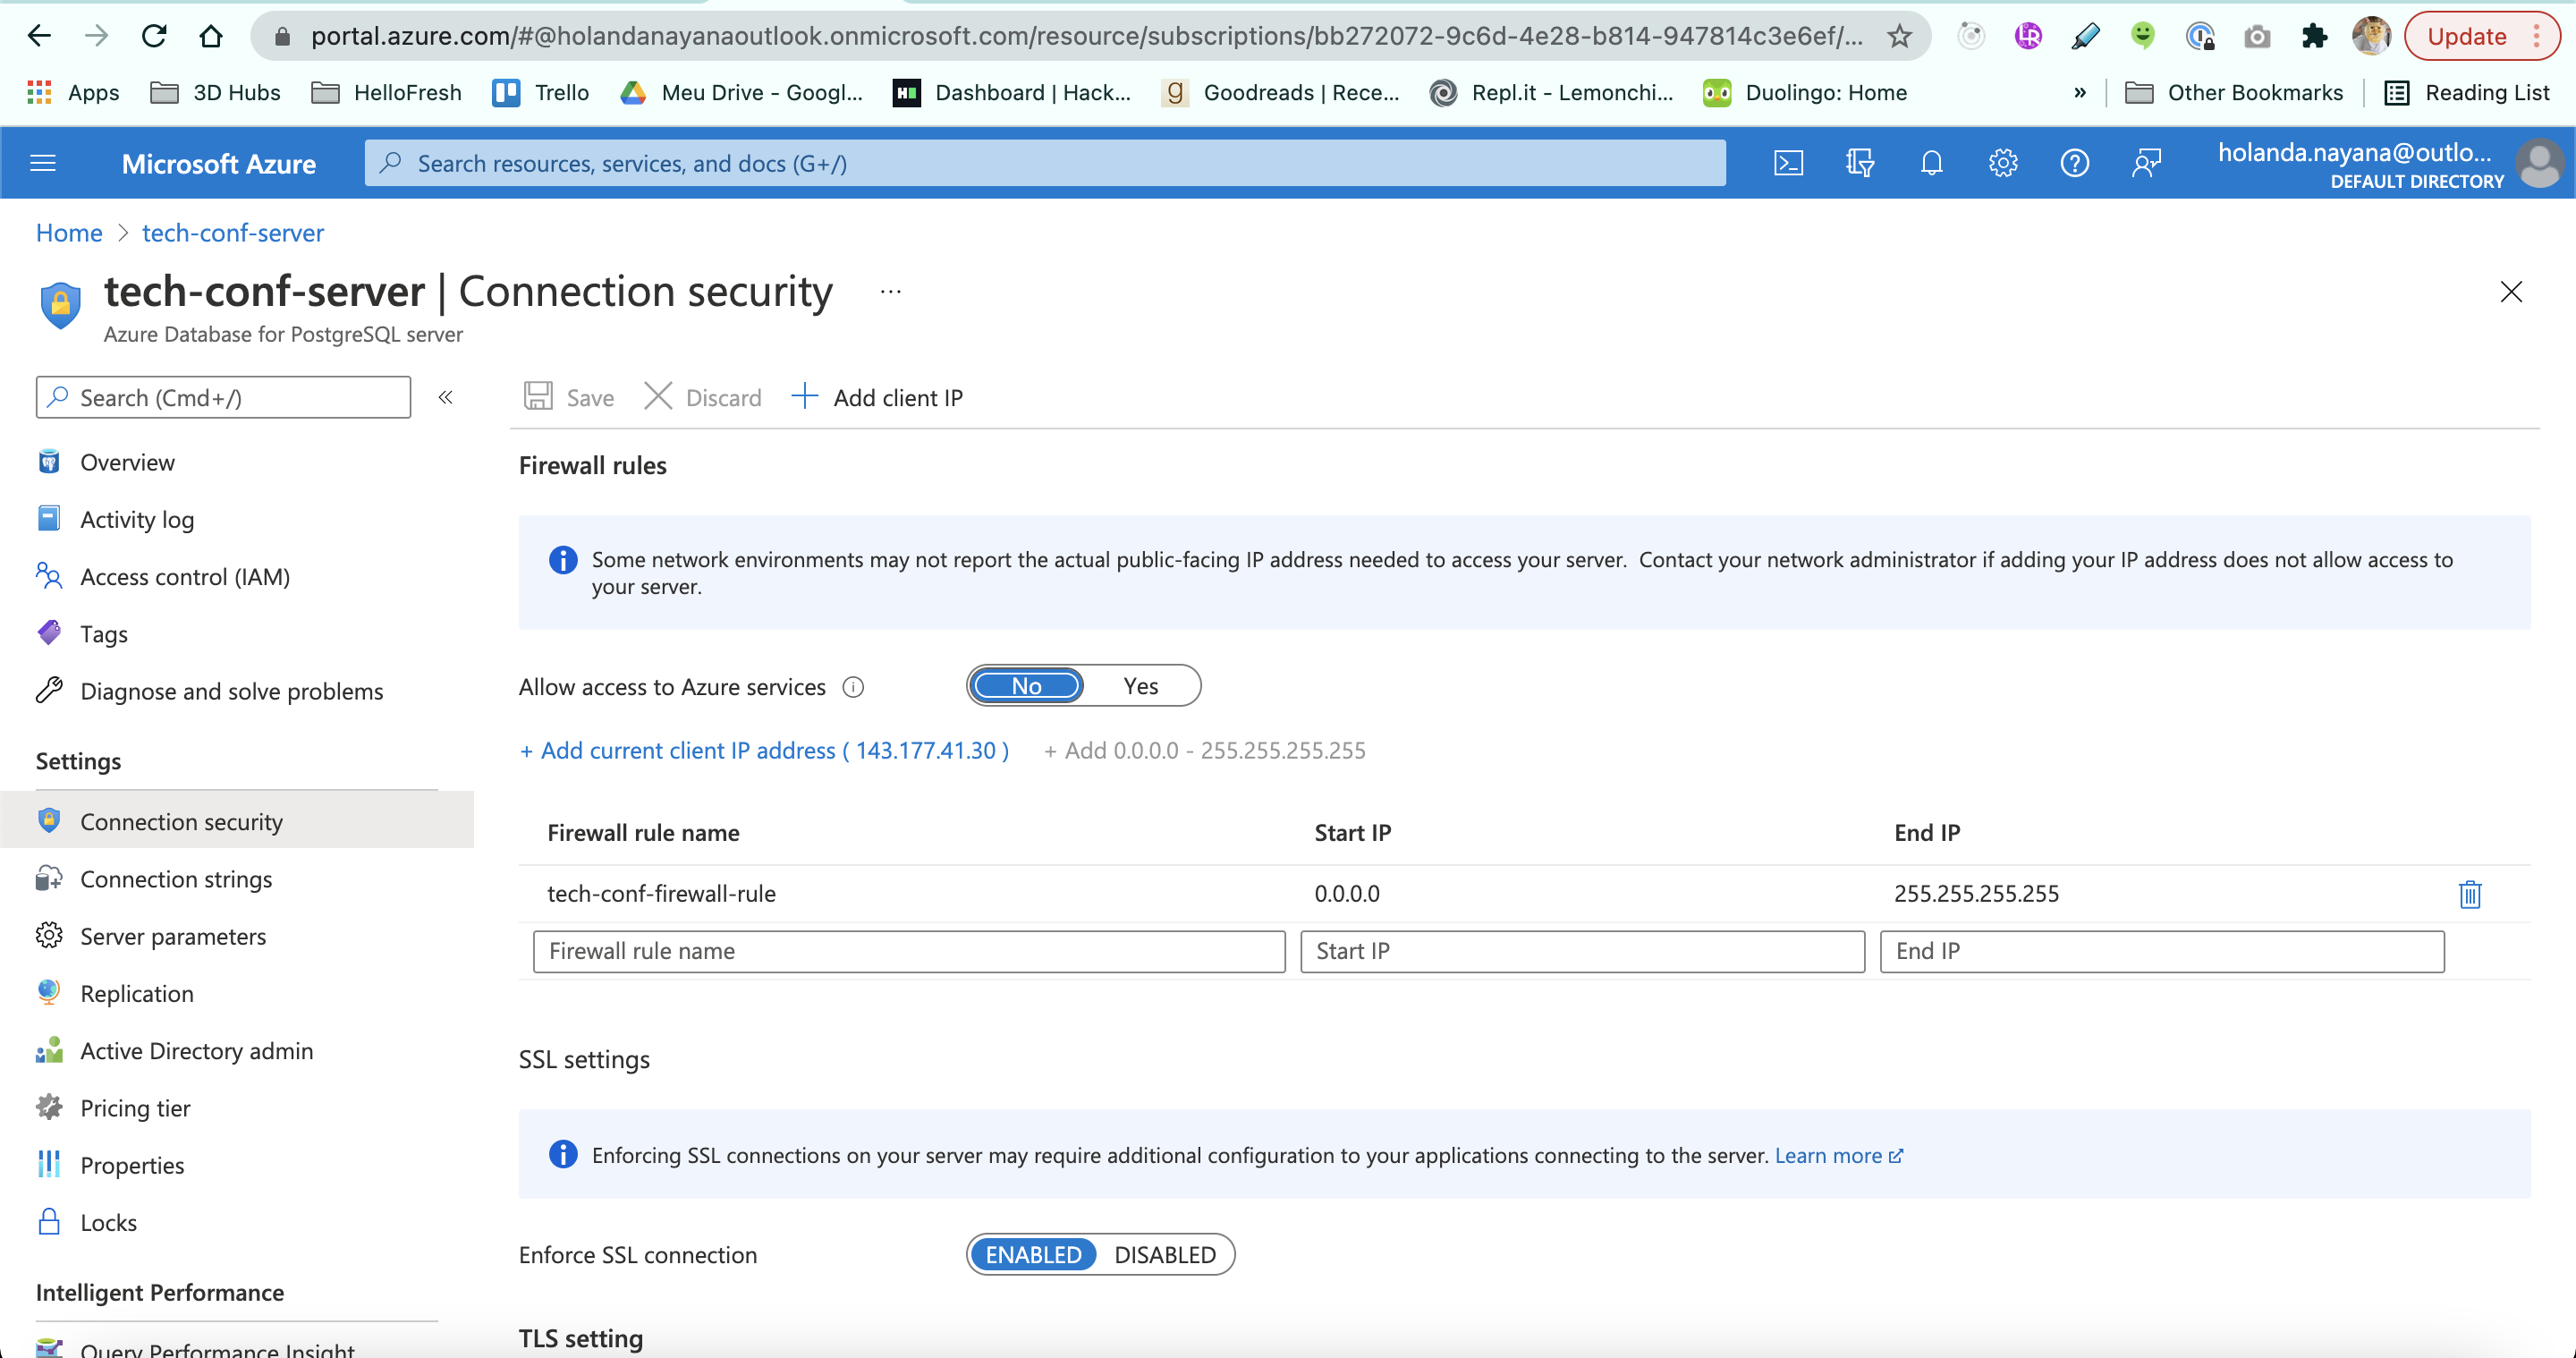 portal.azure.com/#@holandanayanaoutlook.onmicrosoft.com/resource/subscriptions/bb272072-9c6d-4e28-b814-947814c3e6ef/...
Update
Apps
3D Hubs
HelloFresh
Trello
Meu Drive - Googl...
Dashboard | Hack...
Goodreads | Rece...
Repl.it - Lemonchi...
Duolingo: Home
»
Other Bookmarks
Reading List
Microsoft Azure
Search resources, services, and docs (G+/)
holanda.nayana@outlo...
DEFAULT DIRECTORY
Home > tech-conf-server
tech-conf-server | Connection security ...
Azure Database for PostgreSQL server
Search (Cmd+/)
«
Overview
Activity log
Access control (IAM)
Tags
Diagnose and solve problems
Settings
Connection security
Connection strings
Server parameters
Replication
Active Directory admin
Pricing tier
Properties
Locks
Intelligent Performance
Query Performance Insight
Save
Discard
Add client IP
Firewall rules
Some network environments may not report the actual public-facing IP address needed to access your server. Contact your network administrator if adding your IP address does not allow access to
your server.
Allow access to Azure services
No
Yes
+ Add current client IP address ( 143.177.41.30 )
+ Add 0.0.0.0 - 255.255.255.255
Firewall rule name
Start IP
End IP
tech-conf-firewall-rule
0.0.0.0
255.255.255.255
Firewall rule name
Start IP
End IP
SSL settings
Enforcing SSL connections on your server may require additional configuration to your applications connecting to the server. Learn more
Enforce SSL connection
ENABLED
DISABLED
TLS setting